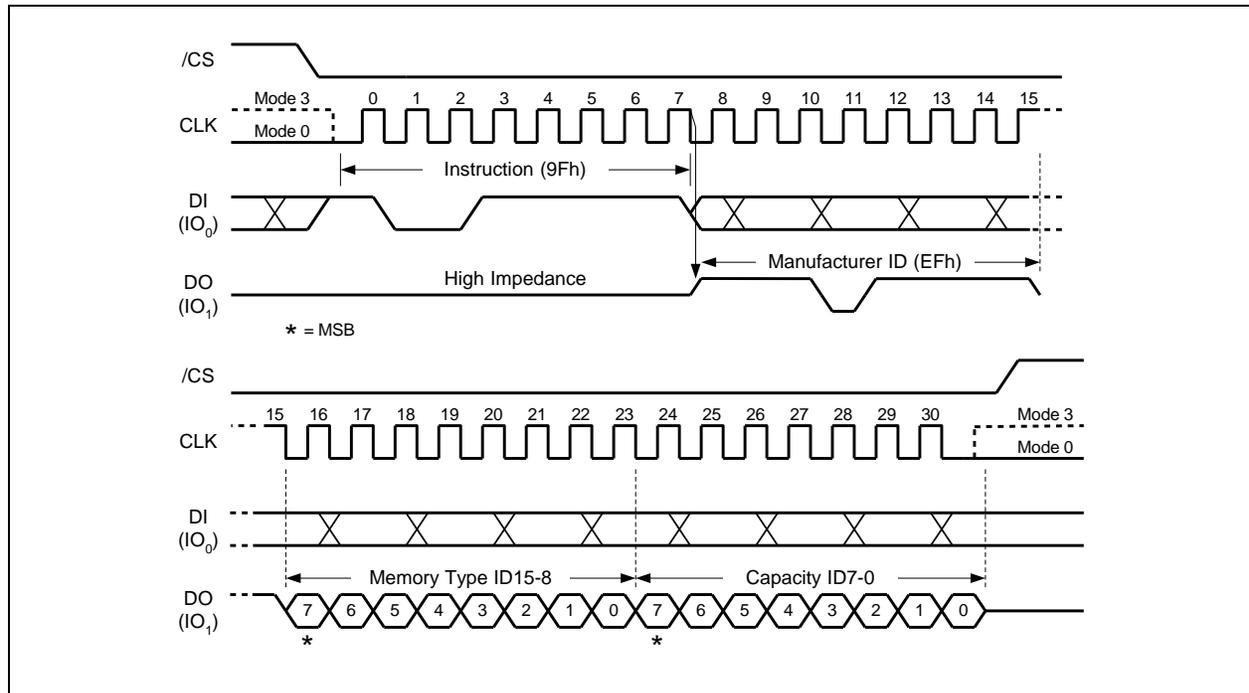 /CS
Mode 3 0 1 2 3 4 5 6 7 8 9 10 11 12 13 14 15
CLK
Mode 0
Instruction (9Fh)
DI
(IO0)
Manufacturer ID (EFh)
High Impedance
DO
(IO1)
* = MSB
/CS
15 16 17 18 19 20 21 22 23 24 25 26 27 28 29 30 Mode 3
CLK
Mode 0
DI
(IO0)
Memory Type ID15-8 Capacity ID7-0
DO
(IO1)
7 6 5 4 3 2 1 0 7 6 5 4 3 2 1 0
* *